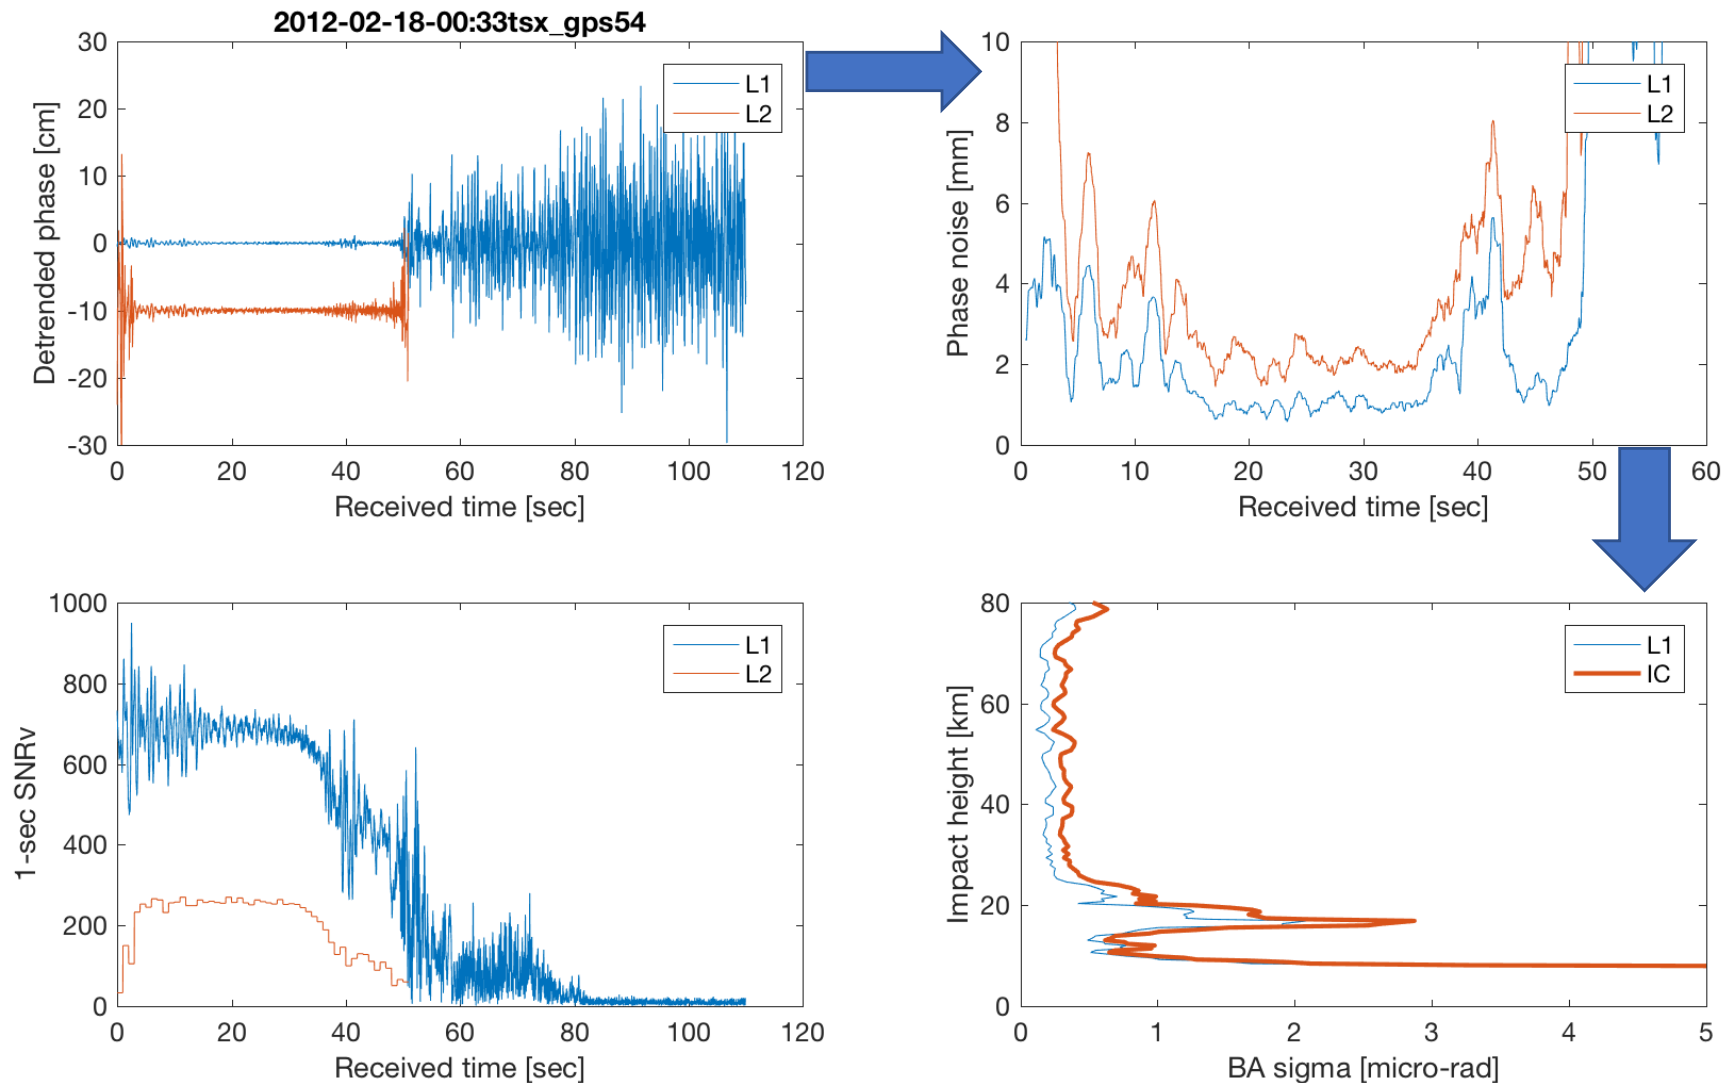 2012-02-18-00:33tsx_gps54
30
20
10
0
-10
-20
-30
Detrended phase [cm]
L1
L2
0 20 40 60 80 100 120
Received time [sec]
10
8
6
4
2
0
Phase noise [mm]
L1
L2
0 10 20 30 40 50 60
Received time [sec]
1000
800
600
400
200
0
1-sec SNRv
L1
L2
0 20 40 60 80 100 120
Received time [sec]
80
60
40
20
0
Impact height [km]
L1
IC
0 1 2 3 4 5
BA sigma [micro-rad]